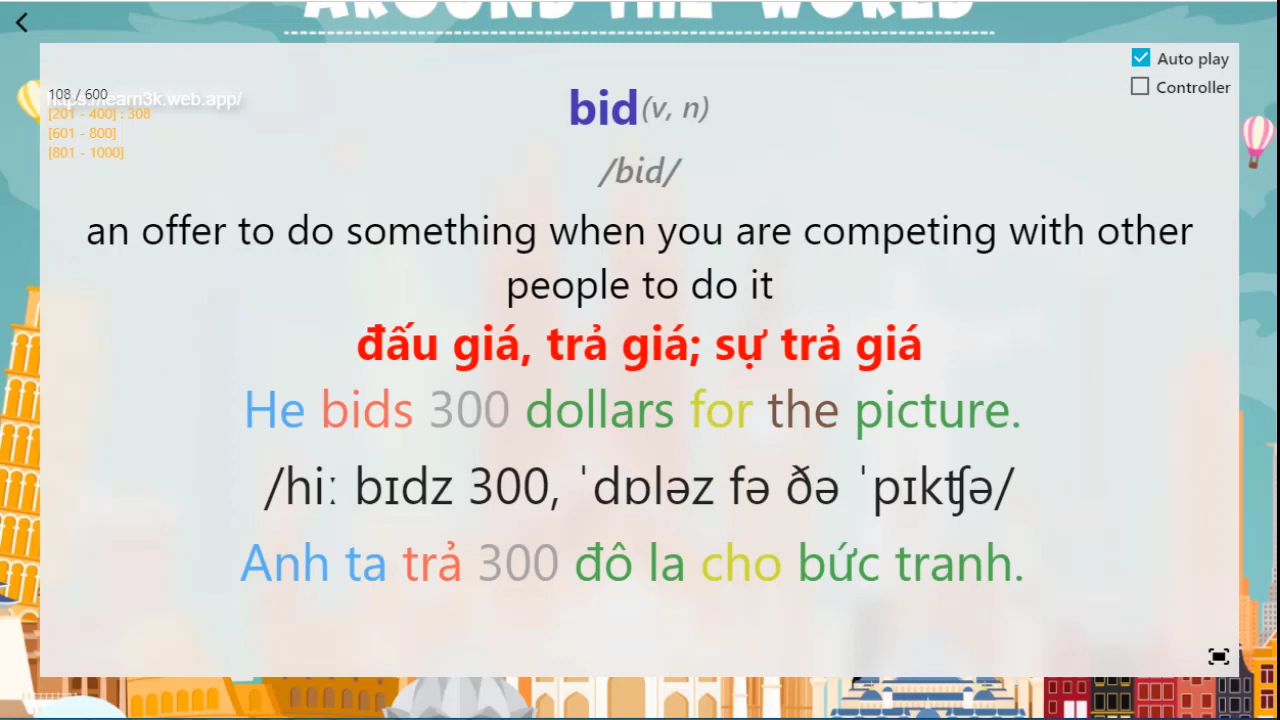 AROUND THE WORLD
Auto play
Controller
108 / 600
https://learn3k.web.app/
[201 - 400] : 308
[601 - 800]
[801 - 1000]
bid (v, n)
/bid/
an offer to do something when you are competing with other
people to do it
đấu giá, trả giá; sự trả giá
He bids 300 dollars for the picture.
/hiː bɪdz 300, ˈdɒləz fə ðə ˈpɪkʧə/
Anh ta trả 300 đô la cho bức tranh.